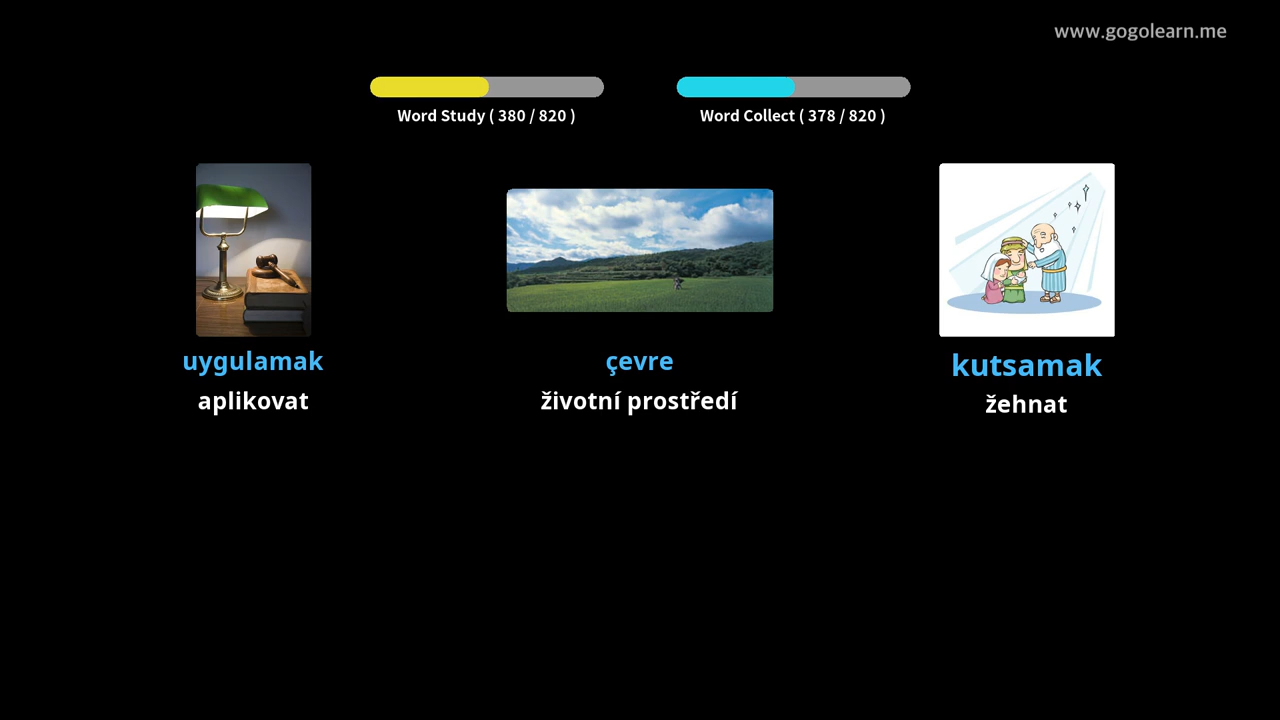 www.gogolearn.me
Word Study ( 380 / 820 )
Word Collect ( 378 / 820 )
uygulamak
aplikovat
çevre
životní prostředí
kutsamak
žehnat